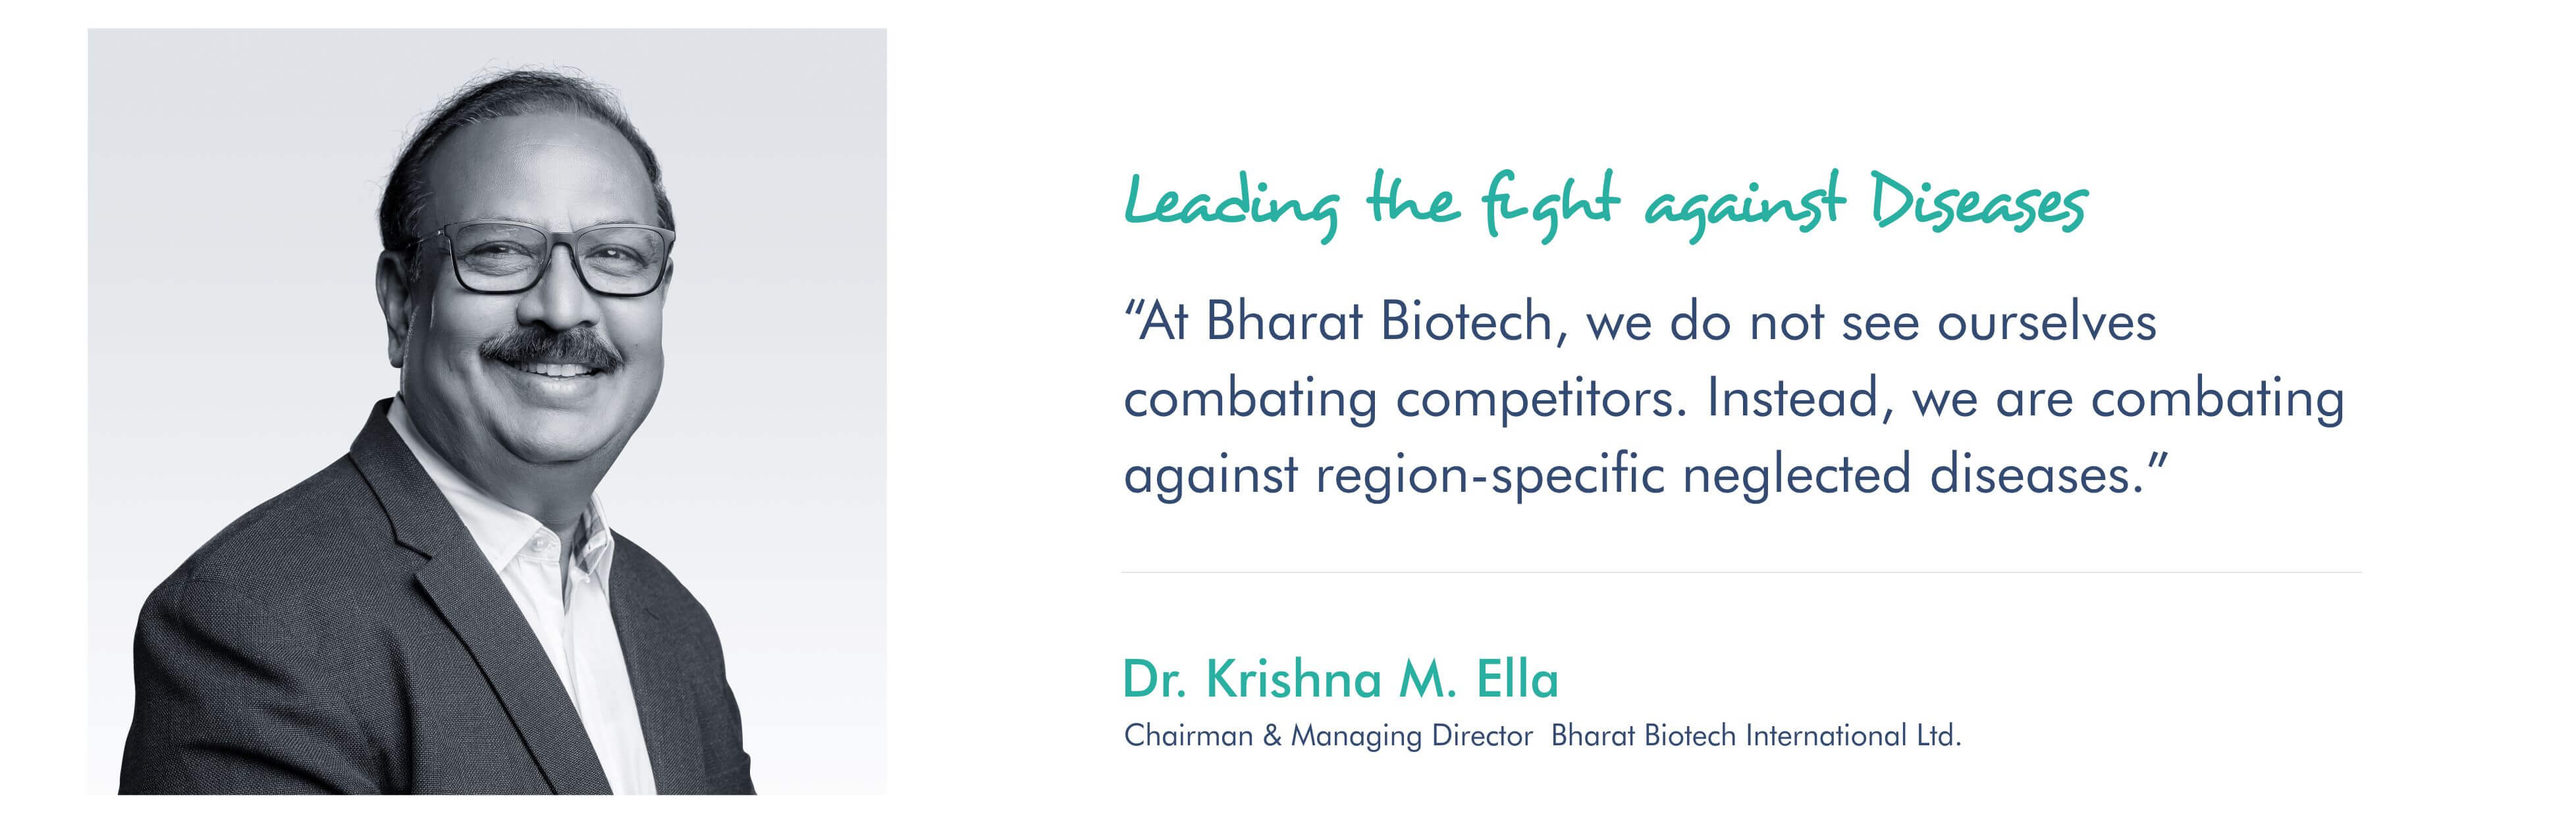 Leading the fight against Diseases
“At Bharat Biotech, we do not see ourselves
combating competitors. Instead, we are combating
against region-specific neglected diseases.”
Dr. Krishna M. Ella
Chairman & Managing Director  Bharat Biotech International Ltd.